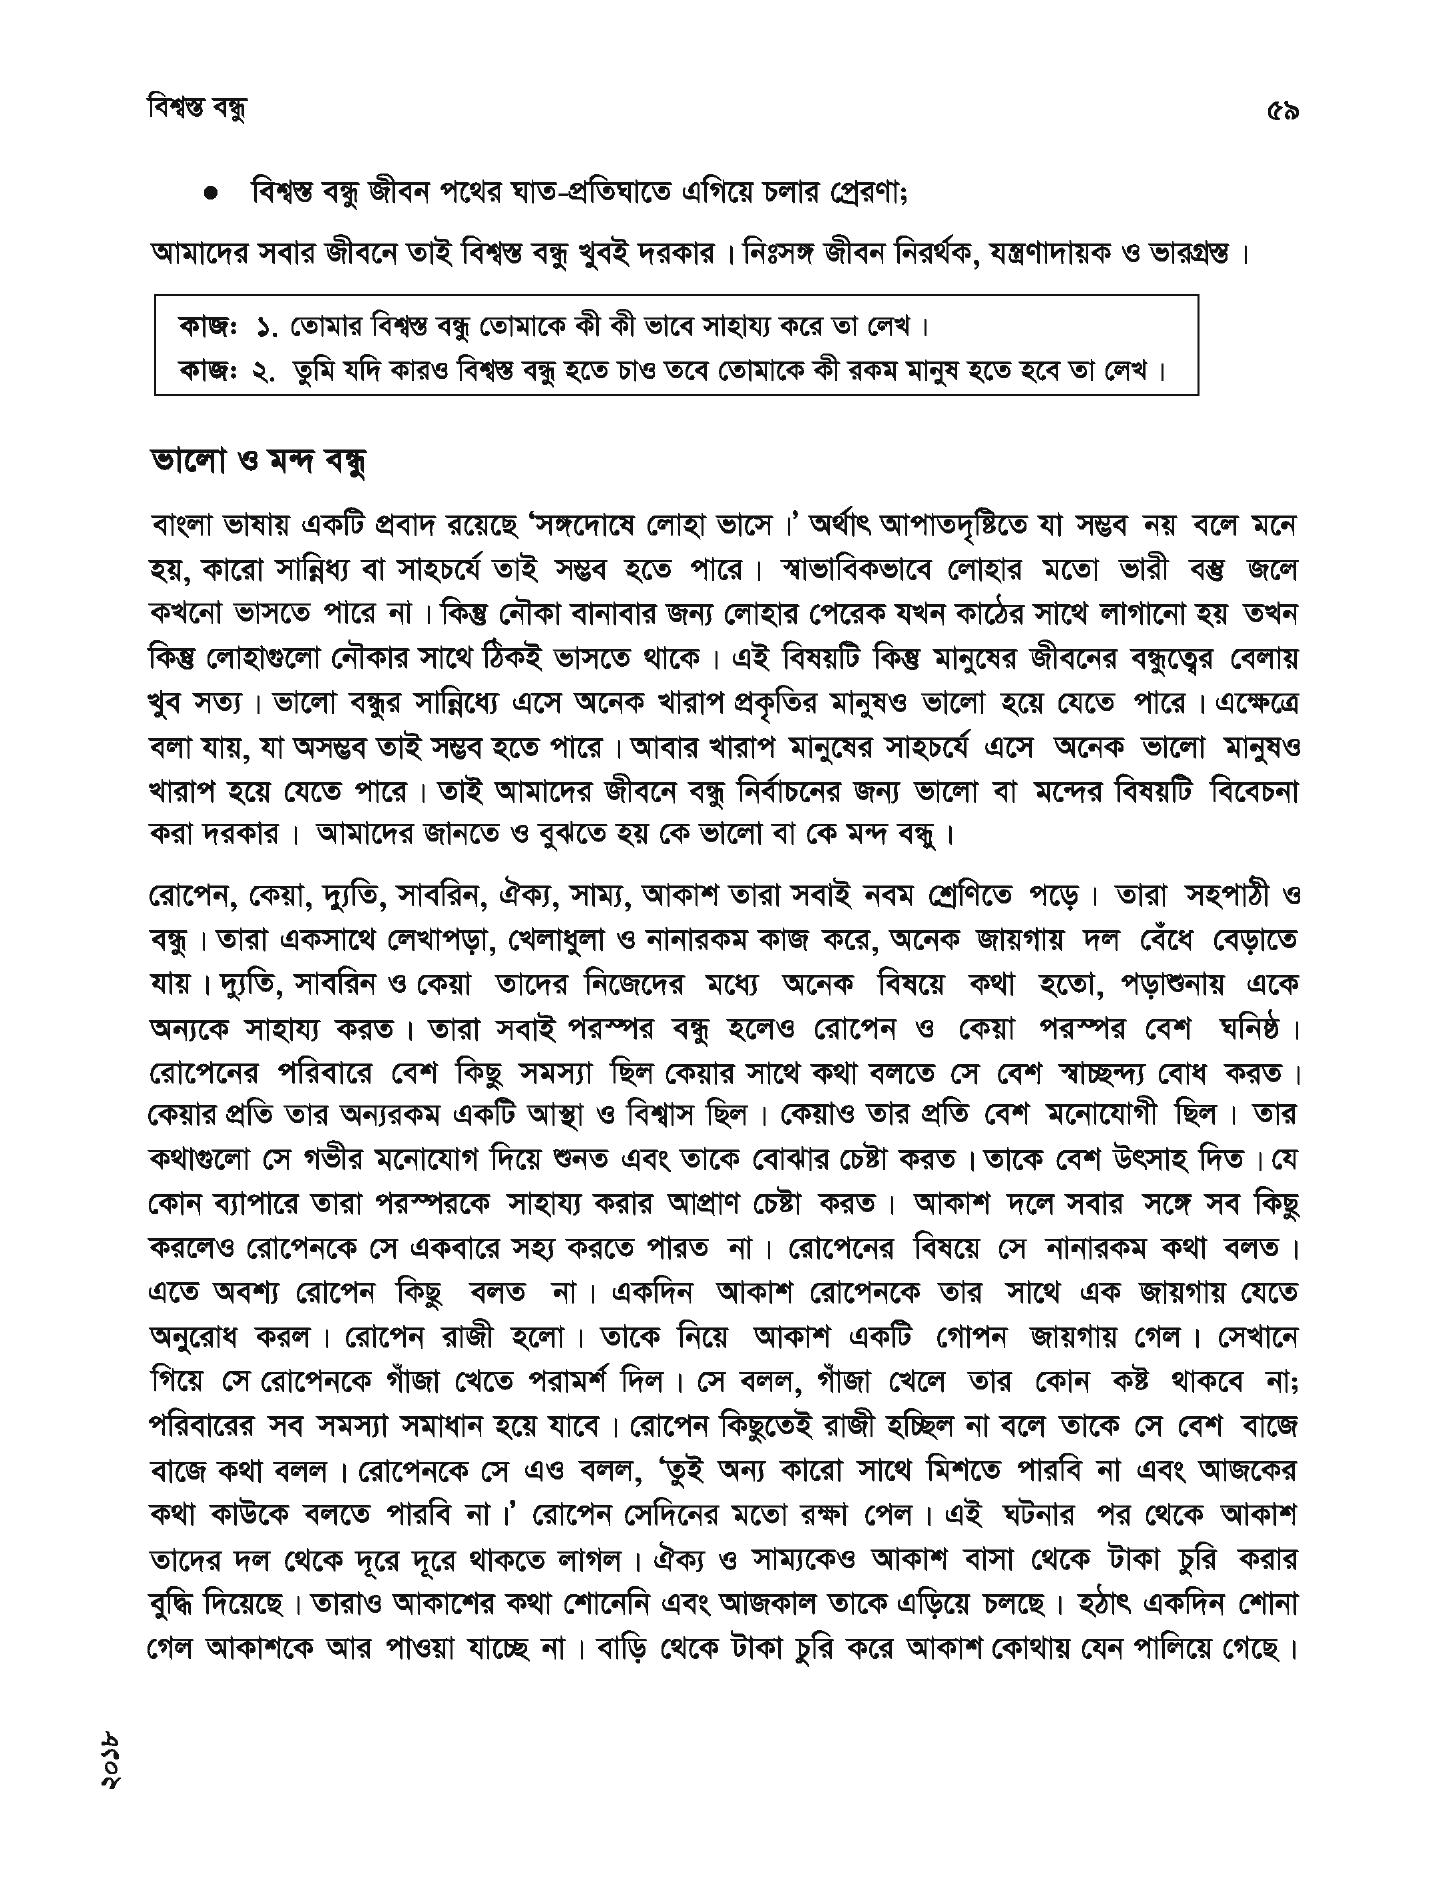 বিশ্বস্ত বন্ধু ৫৯
● বিশ্বস্ত বন্ধু জীবন পথের ঘাত-প্রতিঘাতে এগিয়ে চলার প্রেরণা;
আমাদের সবার জীবনে তাই বিশ্বস্ত বন্ধু খুবই দরকার। নিঃসঙ্গ জীবন নিরর্থক, যন্ত্রণাদায়ক ও ভারগ্রস্ত।
কাজ: ১. তোমার বিশ্বস্ত বন্ধু তোমাকে কী কী ভাবে সাহায্য করে তা লেখ।
কাজ: ২. তুমি যদি কারও বিশ্বস্ত বন্ধু হতে চাও তবে তোমাকে কী রকম মানুষ হতে হবে তা লেখ।
ভালো ও মন্দ বন্ধু
বাংলা ভাষায় একটি প্রবাদ রয়েছে ‘সঙ্গদোষে লোহা ভাসে।’ অর্থাৎ আপাতদৃষ্টিতে যা সম্ভব নয় বলে মনে
হয়, কারো সান্নিধ্য বা সাহচর্যে তাই সম্ভব হতে পারে। স্বাভাবিকভাবে লোহার মতো ভারী বস্তু জলে
কখনো ভাসতে পারে না। কিন্তু নৌকা বানাবার জন্য লোহার পেরেক যখন কাঠের সাথে লাগানো হয় তখন
কিন্তু লোহাগুলো নৌকার সাথে ঠিকই ভাসতে থাকে। এই বিষয়টি কিন্তু মানুষের জীবনের বন্ধুত্বের বেলায়
খুব সত্য। ভালো বন্ধুর সান্নিধ্যে এসে অনেক খারাপ প্রকৃতির মানুষও ভালো হয়ে যেতে পারে। এক্ষেত্রে
বলা যায়, যা অসম্ভব তাই সম্ভব হতে পারে। আবার খারাপ মানুষের সাহচর্যে এসে অনেক ভালো মানুষও
খারাপ হয়ে যেতে পারে। তাই আমাদের জীবনে বন্ধু নির্বাচনের জন্য ভালো বা মন্দের বিষয়টি বিবেচনা
করা দরকার। আমাদের জানতে ও বুঝতে হয় কে ভালো বা কে মন্দ বন্ধু।
রোপেন, কেয়া, দ্যুতি, সাবরিন, ঐক্য, সাম্য, আকাশ তারা সবাই নবম শ্রেণিতে পড়ে। তারা সহপাঠী ও
বন্ধু। তারা একসাথে লেখাপড়া, খেলাধুলা ও নানারকম কাজ করে, অনেক জায়গায় দল বেঁধে বেড়াতে
যায়। দ্যুতি, সাবরিন ও কেয়া তাদের নিজেদের মধ্যে অনেক বিষয়ে কথা হতো, পড়াশুনায় একে
অন্যকে সাহায্য করত। তারা সবাই পরস্পর বন্ধু হলেও রোপেন ও কেয়া পরস্পর বেশ ঘনিষ্ঠ।
রোপেনের পরিবারে বেশ কিছু সমস্যা ছিল কেয়ার সাথে কথা বলতে সে বেশ স্বাচ্ছন্দ্য বোধ করত।
কেয়ার প্রতি তার অন্যরকম একটি আস্থা ও বিশ্বাস ছিল। কেয়াও তার প্রতি বেশ মনোযোগী ছিল। তার
কথাগুলো সে গভীর মনোযোগ দিয়ে শুনত এবং তাকে বোঝার চেষ্টা করত। তাকে বেশ উৎসাহ দিত। যে
কোন ব্যাপারে তারা পরস্পরকে সাহায্য করার আপ্রাণ চেষ্টা করত। আকাশ দলে সবার সঙ্গে সব কিছু
করলেও রোপেনকে সে একবারে সহ্য করতে পারত না। রোপেনের বিষয়ে সে নানারকম কথা বলত।
এতে অবশ্য রোপেন কিছু বলত না। একদিন আকাশ রোপেনকে তার সাথে এক জায়গায় যেতে
অনুরোধ করল। রোপেন রাজী হলো। তাকে নিয়ে আকাশ একটি গোপন জায়গায় গেল। সেখানে
গিয়ে সে রোপেনকে গাঁজা খেতে পরামর্শ দিল। সে বলল, গাঁজা খেলে তার কোন কষ্ট থাকবে না;
পরিবারের সব সমস্যা সমাধান হয়ে যাবে। রোপেন কিছুতেই রাজী হচ্ছিল না বলে তাকে সে বেশ বাজে
বাজে কথা বলল। রোপেনকে সে এও বলল, ‘তুই অন্য কারো সাথে মিশতে পারবি না এবং আজকের
কথা কাউকে বলতে পারবি না।’ রোপেন সেদিনের মতো রক্ষা পেল। এই ঘটনার পর থেকে আকাশ
তাদের দল থেকে দূরে দূরে থাকতে লাগল। ঐক্য ও সাম্যকেও আকাশ বাসা থেকে টাকা চুরি করার
বুদ্ধি দিয়েছে। তারাও আকাশের কথা শোনেনি এবং আজকাল তাকে এড়িয়ে চলছে। হঠাৎ একদিন শোনা
গেল আকাশকে আর পাওয়া যাচ্ছে না। বাড়ি থেকে টাকা চুরি করে আকাশ কোথায় যেন পালিয়ে গেছে।
২০১৮